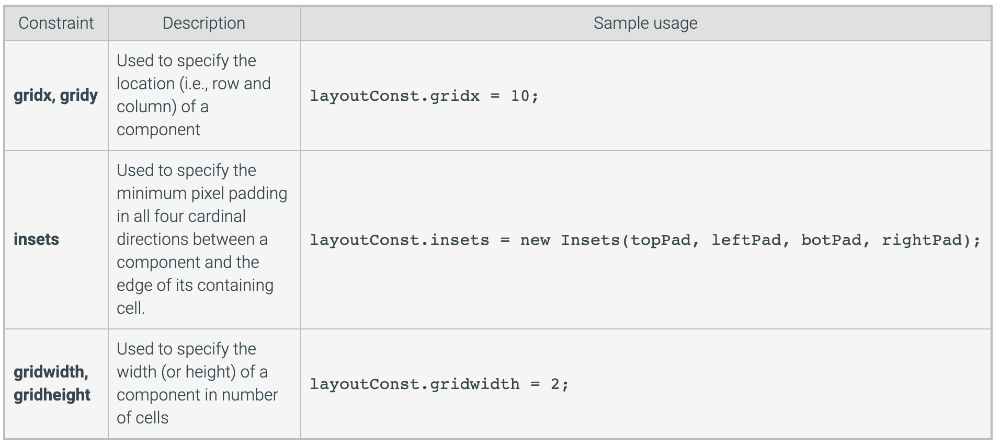 Constraint
Description
Sample usage
gridx, gridy
Used to specify the
location (i.e., row and
column) of a
component
layoutConst.gridx = 10;
insets
Used to specify the
minimum pixel padding
in all four cardinal
directions between a
component and the
edge of its containing
cell.
layoutConst.insets = new Insets(topPad, leftPad, botPad, rightPad);
gridwidth,
gridheight
Used to specify the
width (or height) of a
component in number
of cells
layoutConst.gridwidth = 2;